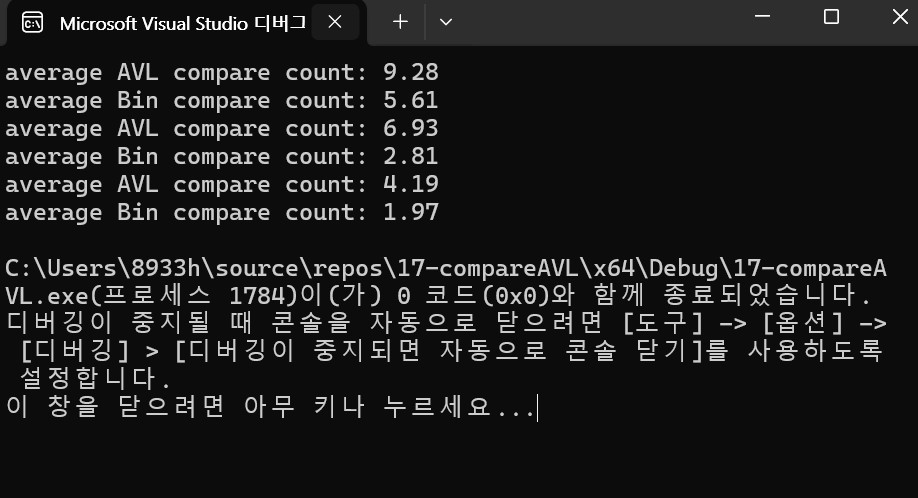 Microsoft Visual Studio 디버그
average AVL compare count: 9.28
average Bin compare count: 5.61
average AVL compare count: 6.93
average Bin compare count: 2.81
average AVL compare count: 4.19
average Bin compare count: 1.97
C:\Users\8933h\source\repos\17-compareAVL\x64\Debug\17-compareA
VL.exe(프로세스 1784)이(가) 0 코드(0x0)와 함께 종료되었습니다.
디버깅이 중지될 때 콘솔을 자동으로 닫으려면 [도구] -> [옵션] ->
[디버깅] > [디버깅이 중지되면 자동으로 콘솔 닫기]를 사용하도록
설정합니다.
이 창을 닫으려면 아무 키나 누르세요...